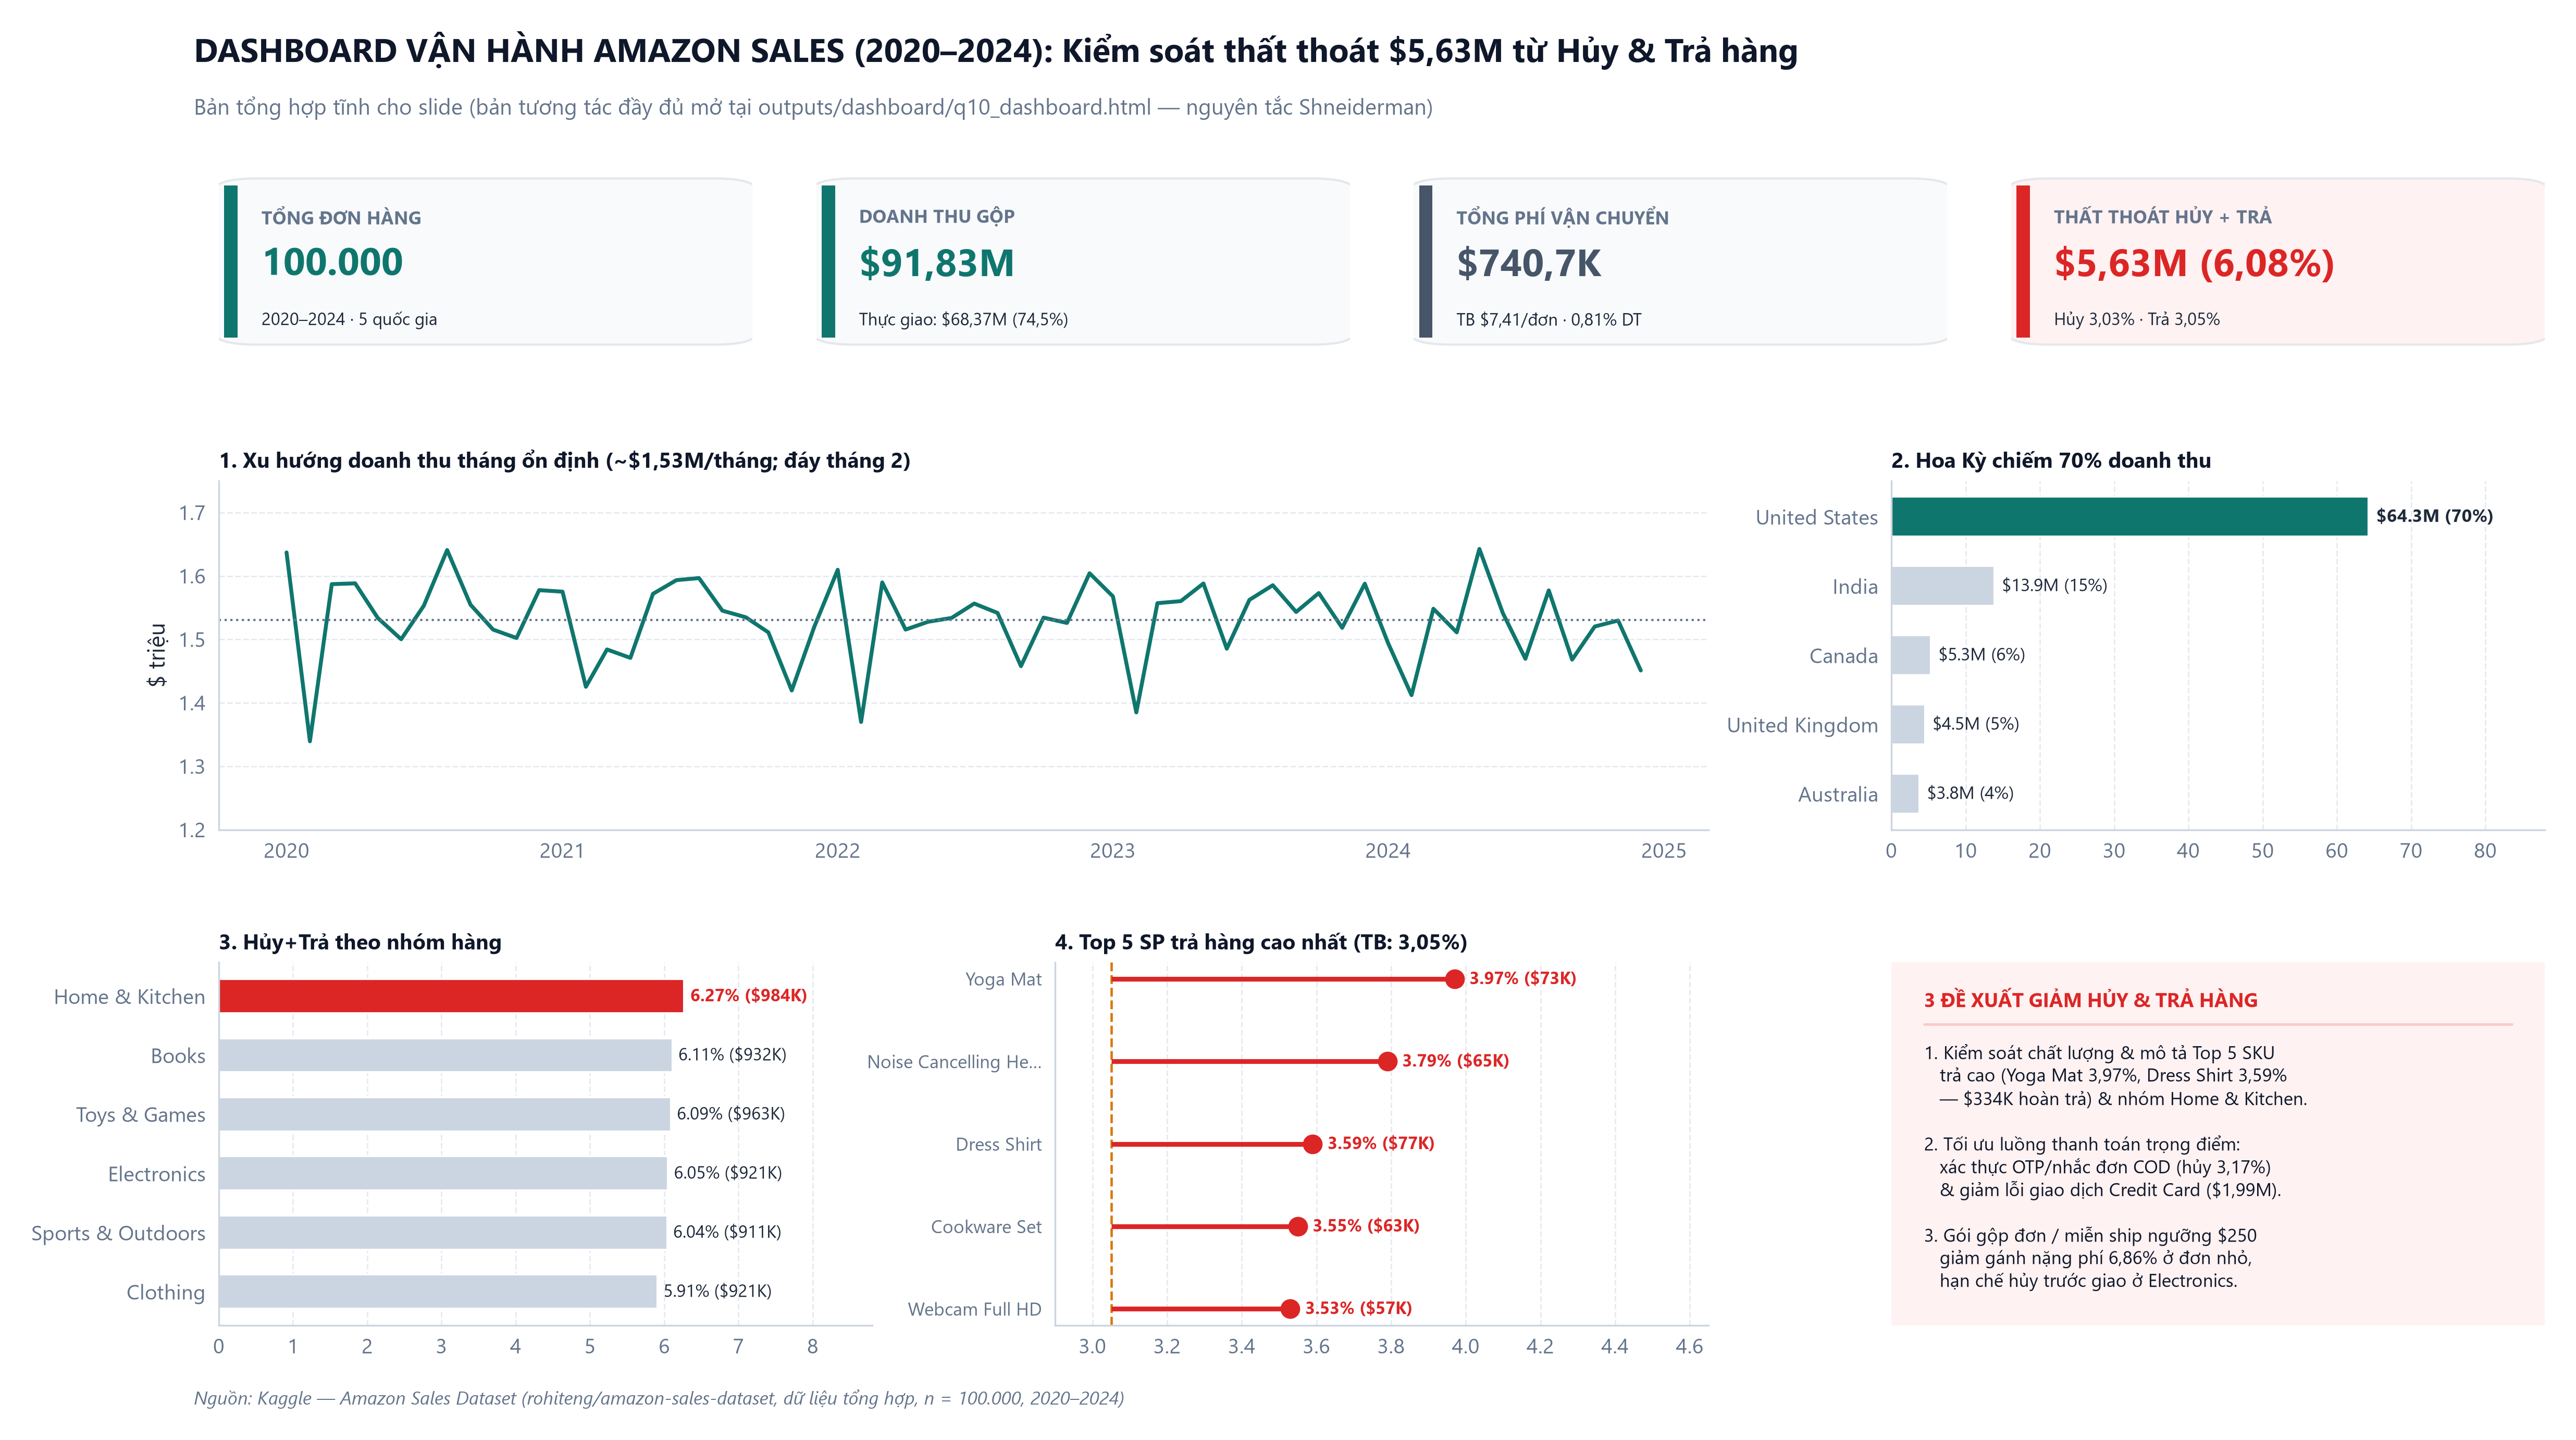 DASHBOARD VẬN HÀNH AMAZON SALES (2020–2024): Kiểm soát thất thoát $5,63M từ Hủy & Trả hàng
Bản tổng hợp tĩnh cho slide (bản tương tác đầy đủ mở tại outputs/dashboard/q10_dashboard.html — nguyên tắc Shneiderman)
TỔNG ĐƠN HÀNG
100.000
2020–2024 · 5 quốc gia
DOANH THU GỘP
$91,83M
Thực giao: $68,37M (74,5%)
TỔNG PHÍ VẬN CHUYỂN
$740,7K
TB $7,41/đơn · 0,81% DT
THẤT THOÁT HỦY + TRẢ
$5,63M (6,08%)
Hủy 3,03% · Trả 3,05%
1. Xu hướng doanh thu tháng ổn định (~$1,53M/tháng; đáy tháng 2)
$ triệu
1.7
1.6
1.5
1.4
1.3
1.2
2020 2021 2022 2023 2024 2025
2. Hoa Kỳ chiếm 70% doanh thu
United States $64.3M (70%)
India $13.9M (15%)
Canada $5.3M (6%)
United Kingdom $4.5M (5%)
Australia $3.8M (4%)
0 10 20 30 40 50 60 70 80
3. Hủy+Trả theo nhóm hàng
Home & Kitchen 6.27% ($984K)
Books 6.11% ($932K)
Toys & Games 6.09% ($963K)
Electronics 6.05% ($921K)
Sports & Outdoors 6.04% ($911K)
Clothing 5.91% ($921K)
0 1 2 3 4 5 6 7 8
4. Top 5 SP trả hàng cao nhất (TB: 3,05%)
Yoga Mat 3.97% ($73K)
Noise Cancelling He... 3.79% ($65K)
Dress Shirt 3.59% ($77K)
Cookware Set 3.55% ($63K)
Webcam Full HD 3.53% ($57K)
3.0 3.2 3.4 3.6 3.8 4.0 4.2 4.4 4.6
3 ĐỀ XUẤT GIẢM HỦY & TRẢ HÀNG
1. Kiểm soát chất lượng & mô tả Top 5 SKU
trả cao (Yoga Mat 3,97%, Dress Shirt 3,59%
— $334K hoàn trả) & nhóm Home & Kitchen.
2. Tối ưu luồng thanh toán trọng điểm:
xác thực OTP/nhắc đơn COD (hủy 3,17%)
& giảm lỗi giao dịch Credit Card ($1,99M).
3. Gói gộp đơn / miễn ship ngưỡng $250
giảm gánh nặng phí 6,86% ở đơn nhỏ,
hạn chế hủy trước giao ở Electronics.
Nguồn: Kaggle — Amazon Sales Dataset (rohiteng/amazon-sales-dataset, dữ liệu tổng hợp, n = 100.000, 2020–2024)